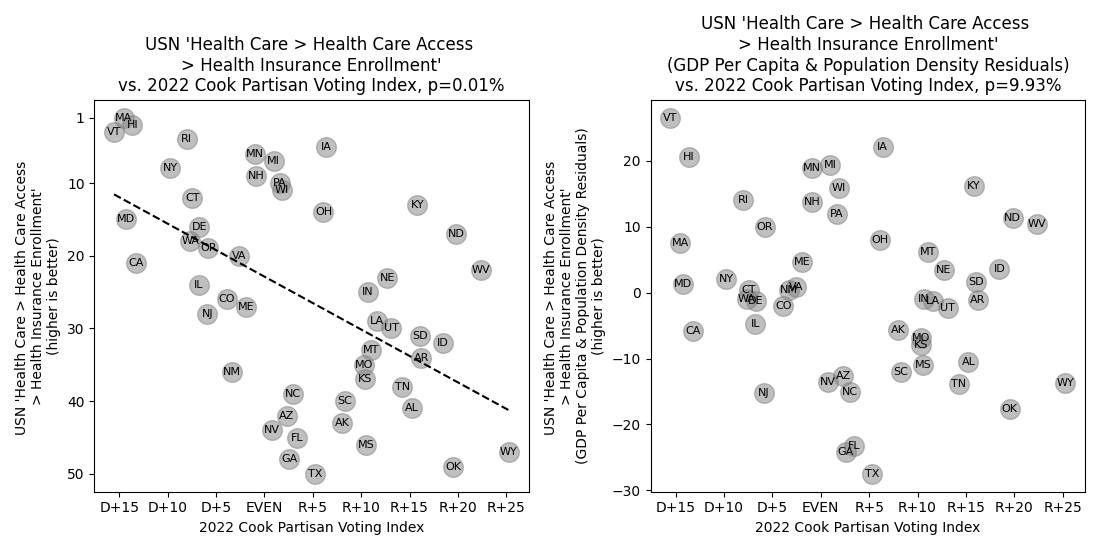 USN 'Health Care > Health Care Access
> Health Insurance Enrollment'
vs. 2022 Cook Partisan Voting Index, p=0.01%
USN 'Health Care > Health Care Access
> Health Insurance Enrollment'
(higher is better)
1
10
20
30
40
50
MA
HI
VT
RI
NY
MN
MI
IA
NH
PA
WI
CT
MD
DE
WA
OR
VA
CA
OH
KY
ND
WV
IL
CO
ME
NJ
NE
IN
LA
UT
MT
SD
ID
AR
MO
KS
NM
TN
NC
SC
AL
AZ
AK
NV
FL
MS
GA
TX
OK
WY
D+15 D+10 D+5 EVEN R+5 R+10 R+15 R+20 R+25
2022 Cook Partisan Voting Index
USN 'Health Care > Health Care Access
> Health Insurance Enrollment'
(GDP Per Capita & Population Density Residuals)
vs. 2022 Cook Partisan Voting Index, p=9.93%
USN 'Health Care > Health Care Access
> Health Insurance Enrollment'
(GDP Per Capita & Population Density Residuals)
(higher is better)
20
10
0
−10
−20
−30
VT
HI
IA
MN
MI
WI
KY
RI
NH
PA
ND
WV
OR
MA
OH
MT
ME
NE
ID
MD
NY
CT
NM
VA
WA
DE
CO
SD
IN
LA
AR
UT
IL
CA
AK
MO
KS
MS
AL
SC
AZ
NV
NC
TN
WY
NJ
OK
FL
GA
TX
D+15 D+10 D+5 EVEN R+5 R+10 R+15 R+20 R+25
2022 Cook Partisan Voting Index